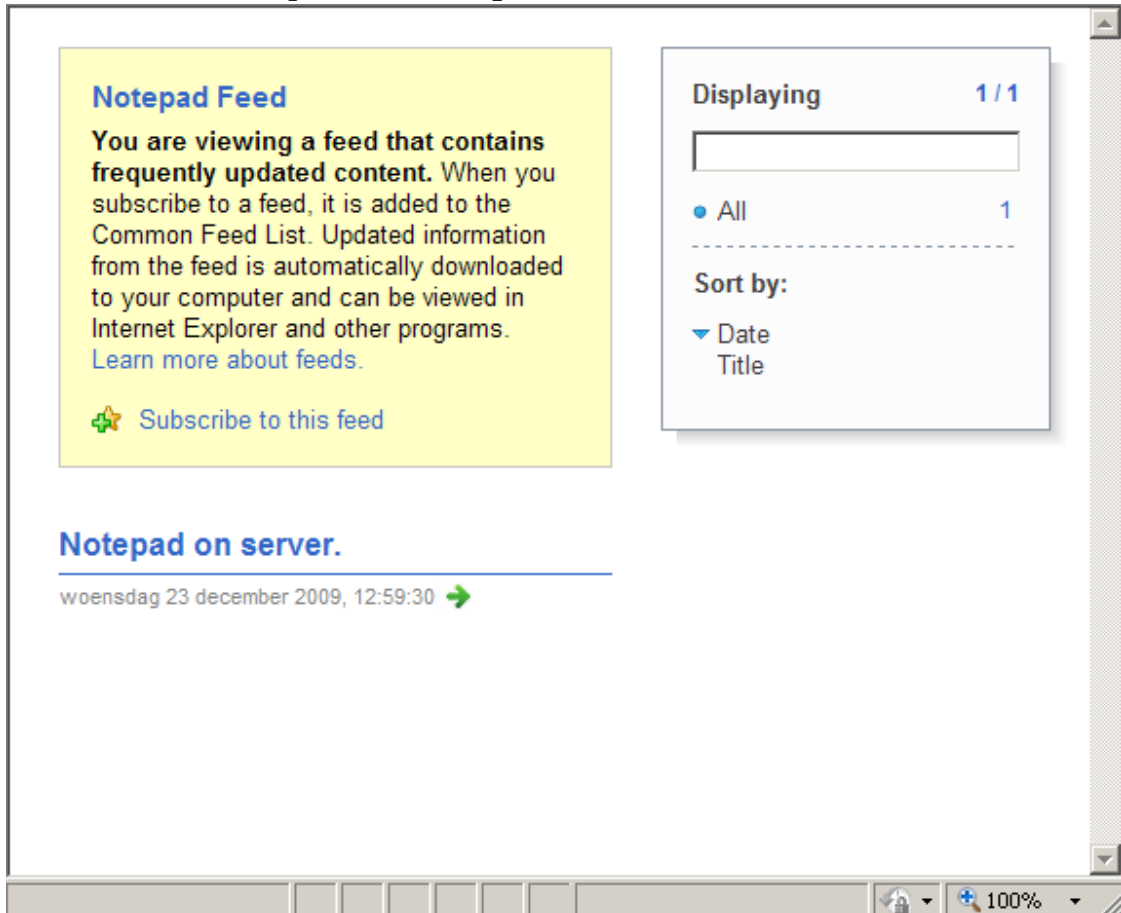 Notepad Feed
You are viewing a feed that contains
frequently updated content. When you
subscribe to a feed, it is added to the
Common Feed List. Updated information
from the feed is automatically downloaded
to your computer and can be viewed in
Internet Explorer and other programs.
Learn more about feeds.
Subscribe to this feed
Displaying 1 / 1
All 1
Sort by:
Date
Title
Notepad on server.
woensdag 23 december 2009, 12:59:30
100%